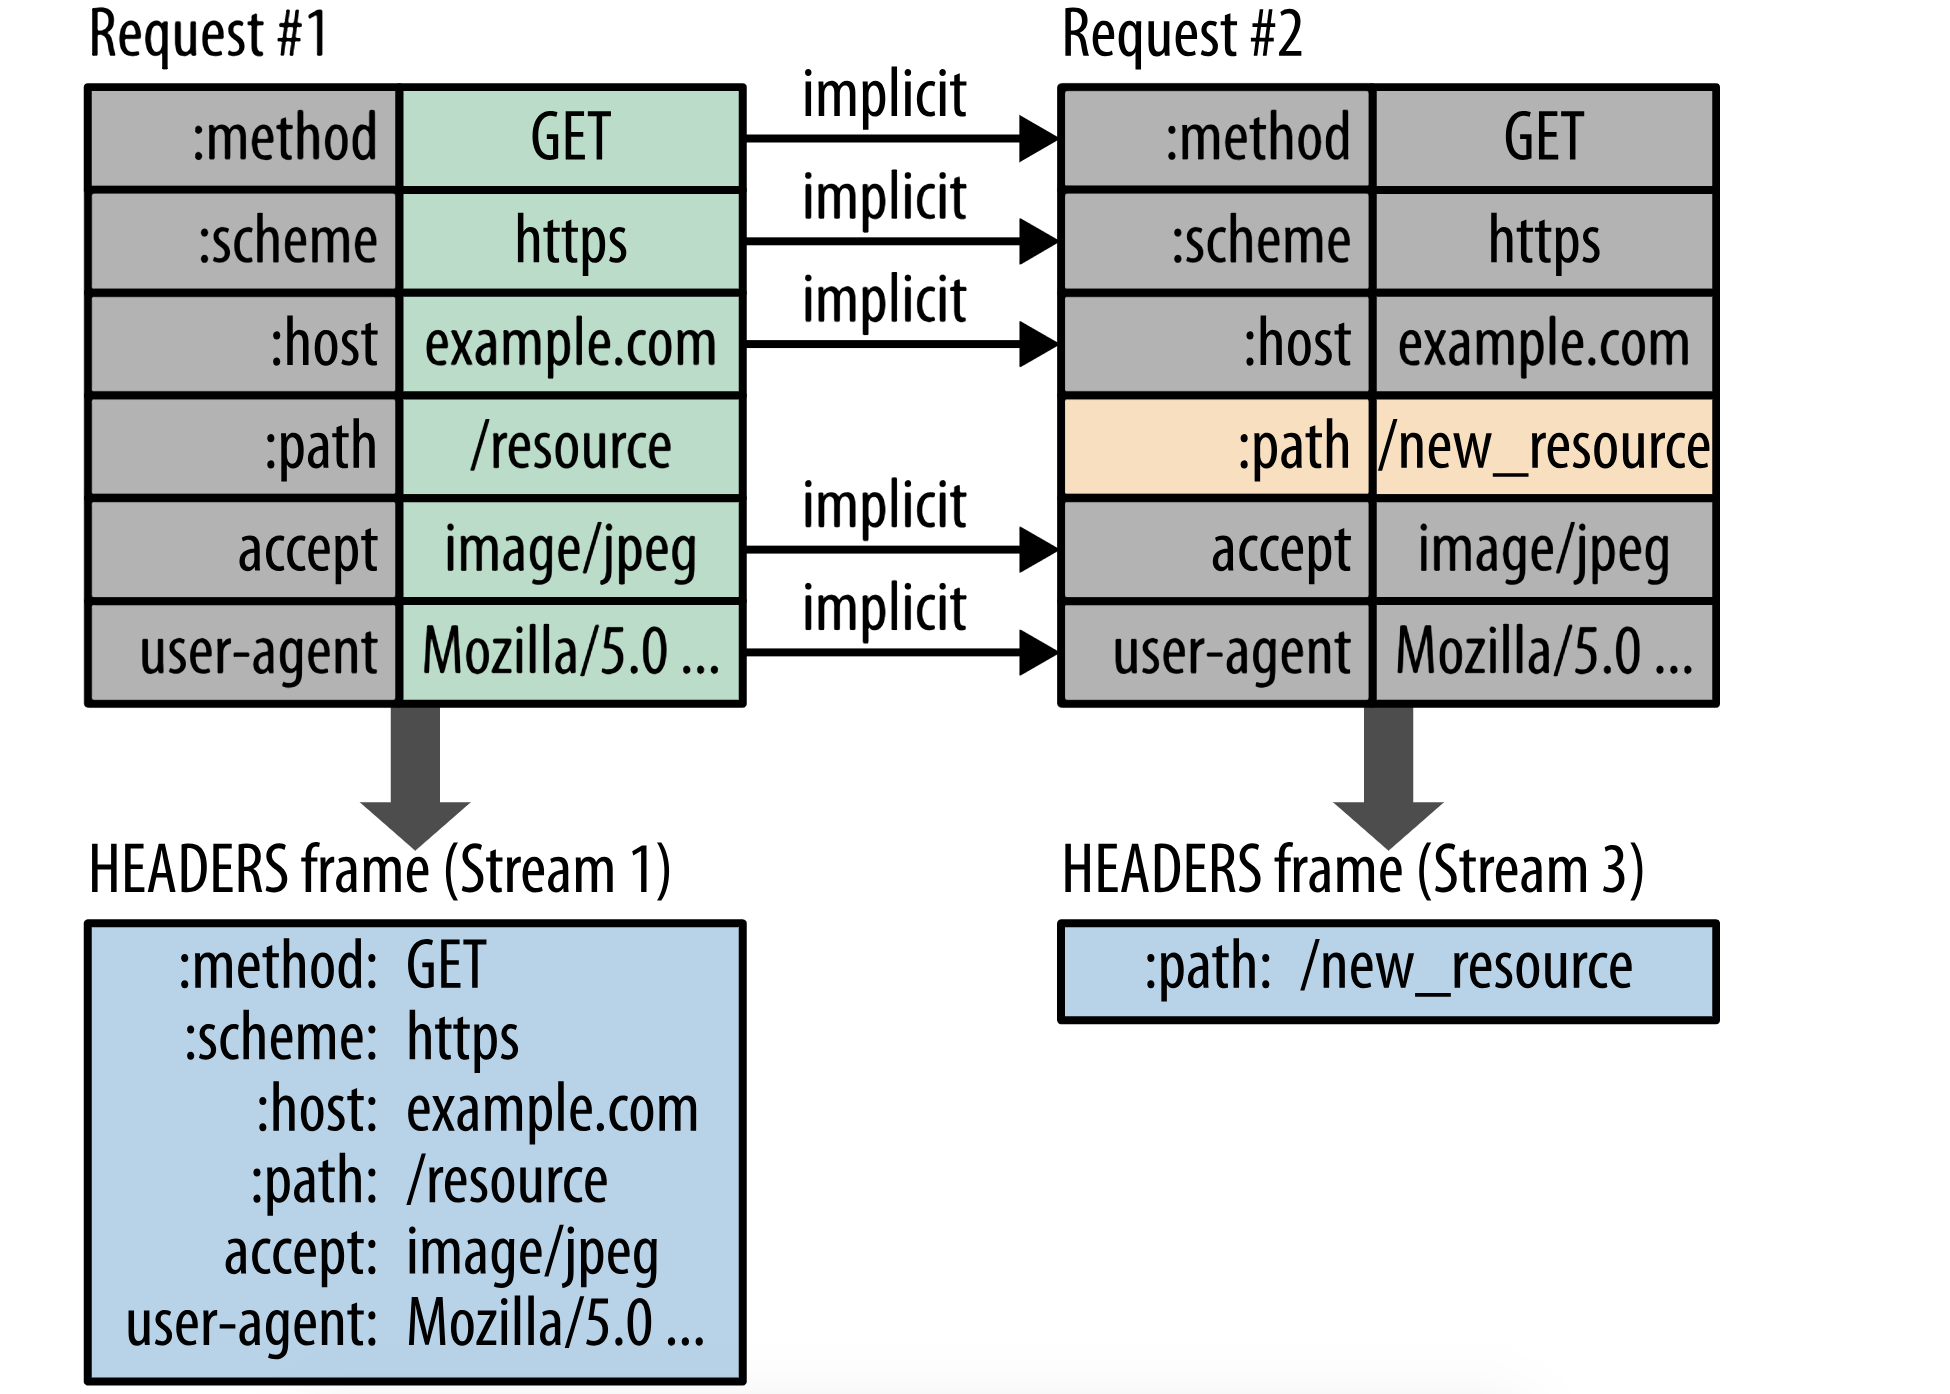 Request #1
:method GET
:scheme https
:host example.com
:path /resource
accept image/jpeg
user-agent Mozilla/5.0 ...
implicit
implicit
implicit
implicit
implicit
Request #2
:method GET
:scheme https
:host example.com
:path /new_resource
accept image/jpeg
user-agent Mozilla/5.0 ...
HEADERS frame (Stream 1)
:method: GET
:scheme: https
:host: example.com
:path: /resource
accept: image/jpeg
user-agent: Mozilla/5.0 ...
HEADERS frame (Stream 3)
:path: /new_resource